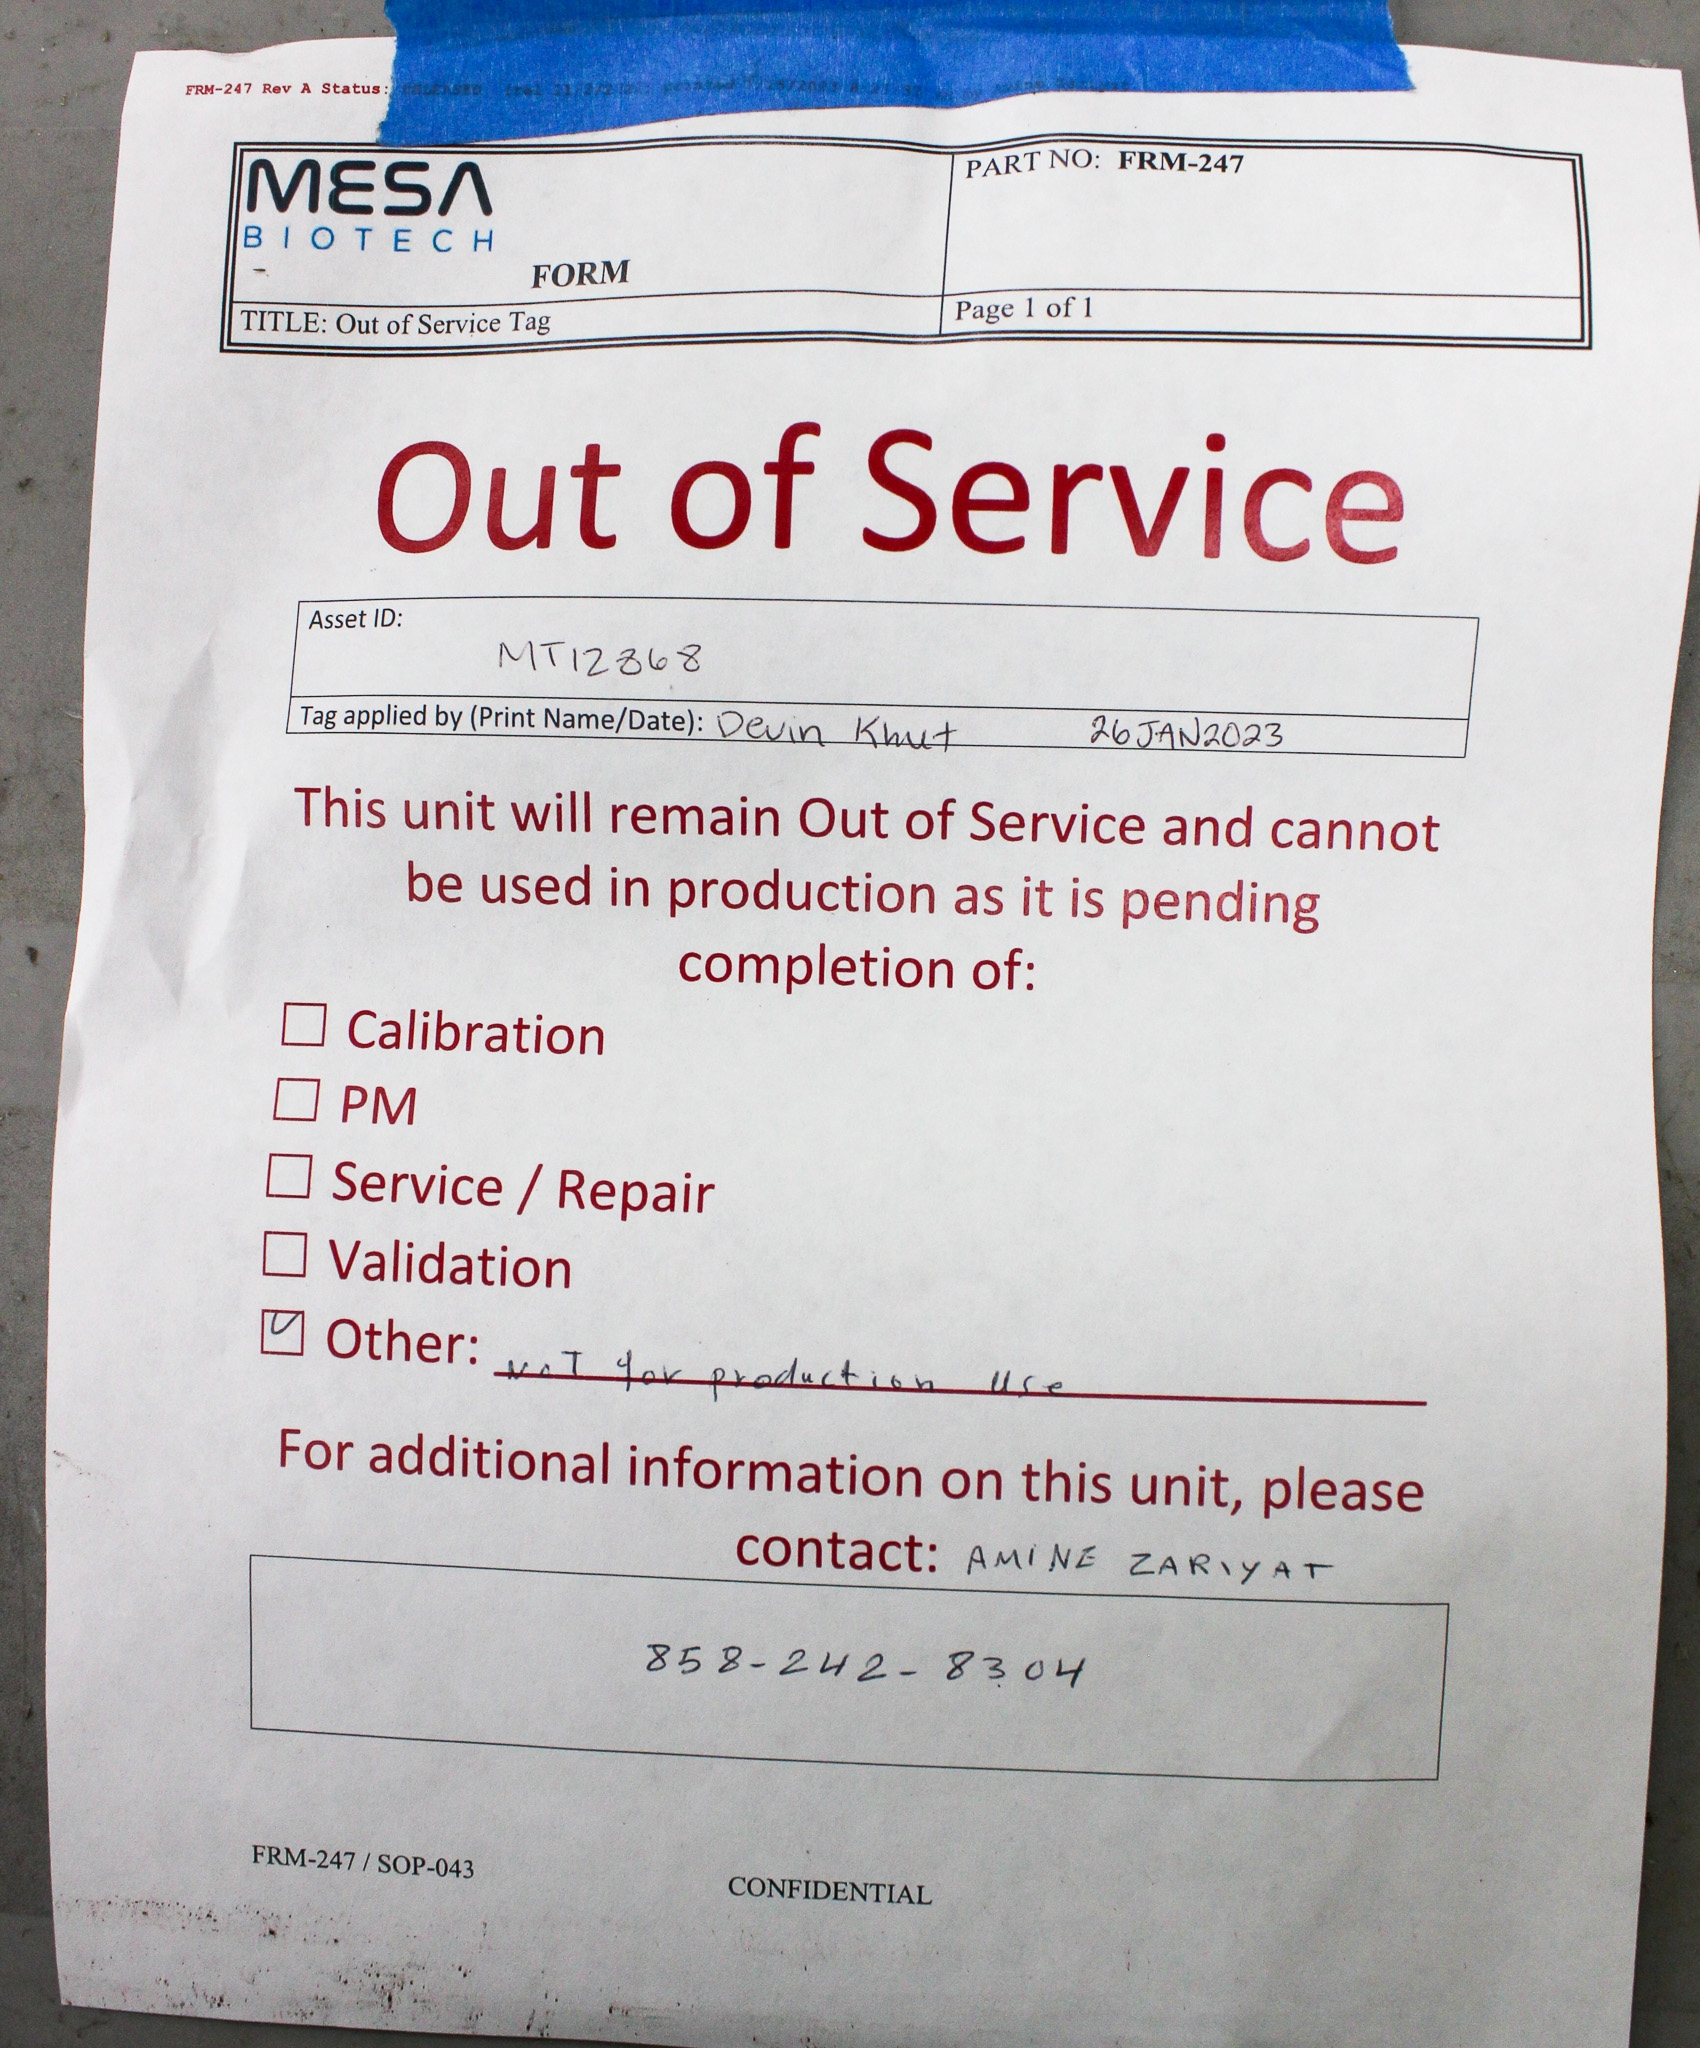 FRM-247 Rev A Status:
MESA
BIOTECH
FORM
PART NO: FRM-247
TITLE: Out of Service Tag
Page 1 of 1
Out of Service
Asset ID:
MT12868
Tag applied by (Print Name/Date): Devin Khut 26JAN2023
This unit will remain Out of Service and cannot
be used in production as it is pending
completion of:
Calibration
PM
Service / Repair
Validation
Other: NOT for production use
For additional information on this unit, please
contact: AMINE ZARIYAT
858-242-8304
FRM-247 / SOP-043
CONFIDENTIAL